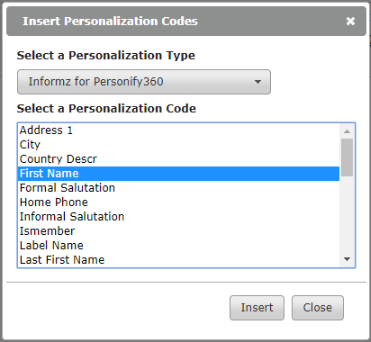 Insert Personalization Codes
Select a Personalization Type
Informz for Personify360
Select a Personalization Code
Address 1
City
Country Descr
First Name
Formal Salutation
Home Phone
Informal Salutation
Ismember
Label Name
Last First Name
Insert Close